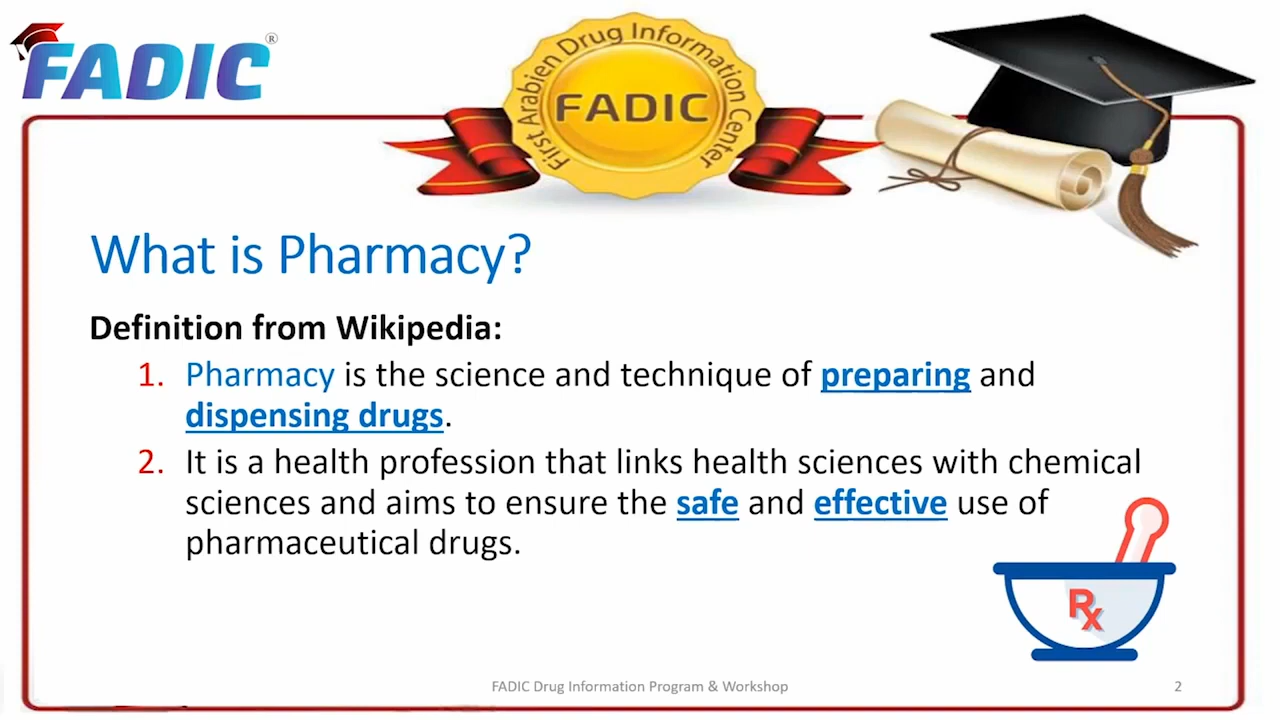 FADIC®
First Arabien Drug Information Center
FADIC
What is Pharmacy?
Definition from Wikipedia:
1. Pharmacy is the science and technique of preparing and
dispensing drugs.
2. It is a health profession that links health sciences with chemical
sciences and aims to ensure the safe and effective use of
pharmaceutical drugs.
Rx
FADIC Drug Information Program & Workshop
2